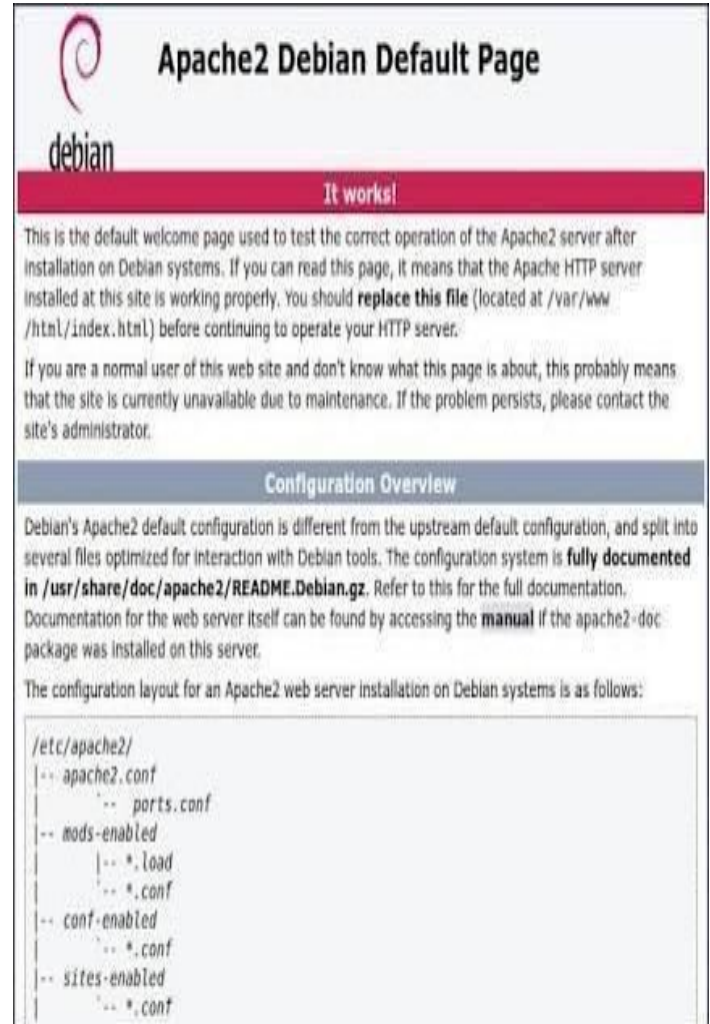 debian
Apache2 Debian Default Page
It works!
This is the default welcome page used to test the correct operation of the Apache2 server after
installation on Debian systems. If you can read this page, it means that the Apache HTTP server
installed at this site is working properly. You should replace this file (located at /var/www
/html/index.html) before continuing to operate your HTTP server.
If you are a normal user of this web site and don't know what this page is about, this probably means
that the site is currently unavailable due to maintenance. If the problem persists, please contact the
site's administrator.
Configuration Overview
Debian's Apache2 default configuration is different from the upstream default configuration, and split into
several files optimized for interaction with Debian tools. The configuration system is fully documented
in /usr/share/doc/apache2/README.Debian.gz. Refer to this for the full documentation.
Documentation for the web server itself can be found by accessing the manual if the apache2-doc
package was installed on this server.
The configuration layout for an Apache2 web server installation on Debian systems is as follows:
/etc/apache2/
|-- apache2.conf
|       `--  ports.conf
|-- mods-enabled
|       |-- *.load
|       `-- *.conf
|-- conf-enabled
|       `-- *.conf
|-- sites-enabled
|       `-- *.conf